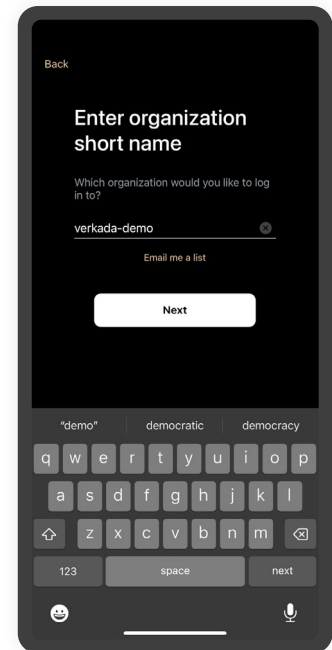 Back
Enter organization
short name
Which organization would you like to log
in to?
verkada-demo
Email me a list
Next
"demo" democratic democracy
q w e r t y u i o p
a s d f g h j k l
z x c v b n m
123 space next